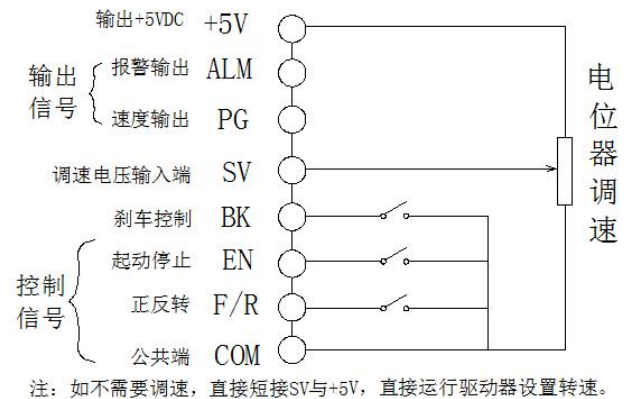 输出+5VDC +5V
报警输出 ALM
输出信号
速度输出 PG
调速电压输入端 SV
刹车控制 BK
起动停止 EN
控制信号
正反转 F/R
公共端 COM
电位器调速
注：如不需要调速，直接短接SV与+5V，直接运行驱动器设置转速。